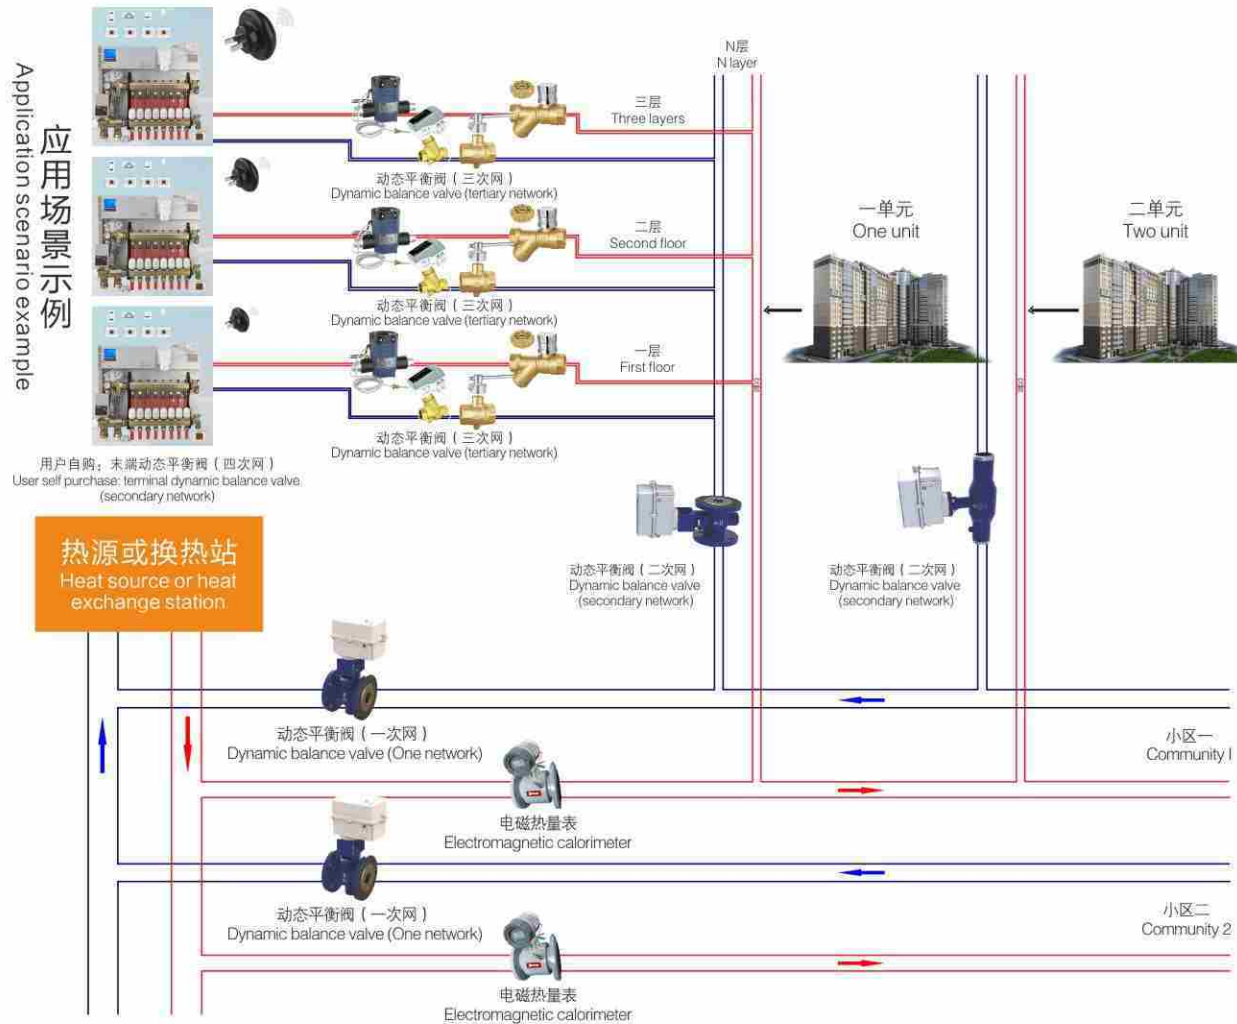 应用场景示例
Application scenario example
N层
N layer
三层
Three layers
动态平衡阀（三次网）
Dynamic balance valve (tertiary network)
二层
Second floor
动态平衡阀（三次网）
Dynamic balance valve (tertiary network)
一层
First floor
动态平衡阀（三次网）
Dynamic balance valve (tertiary network)
一单元
One unit
二单元
Two unit
用户自购：末端动态平衡阀（四次网）
User self purchase: terminal dynamic balance valve
(secondary network)
热源或换热站
Heat source or heat
exchange station
动态平衡阀（二次网）
Dynamic balance valve
(secondary network)
动态平衡阀（二次网）
Dynamic balance valve
(secondary network)
动态平衡阀（一次网）
Dynamic balance valve (One network)
小区一
Community 1
电磁热量表
Electromagnetic calorimeter
动态平衡阀（一次网）
Dynamic balance valve (One network)
小区二
Community 2
电磁热量表
Electromagnetic calorimeter